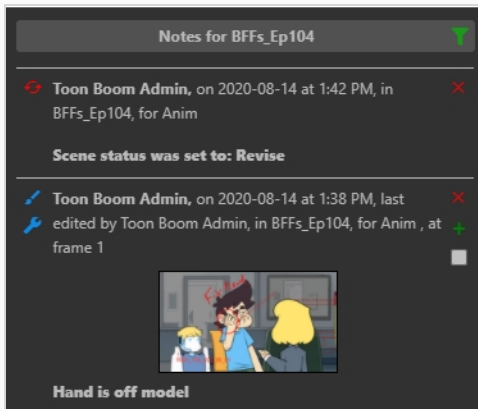 Notes for BFFs_Ep104
Toon Boom Admin, on 2020-08-14 at 1:42 PM, in
BFFs_Ep104, for Anim
Scene status was set to: Revise
Toon Boom Admin, on 2020-08-14 at 1:38 PM, last
edited by Toon Boom Admin, in BFFs_Ep104, for Anim , at
frame 1
Hand is off model